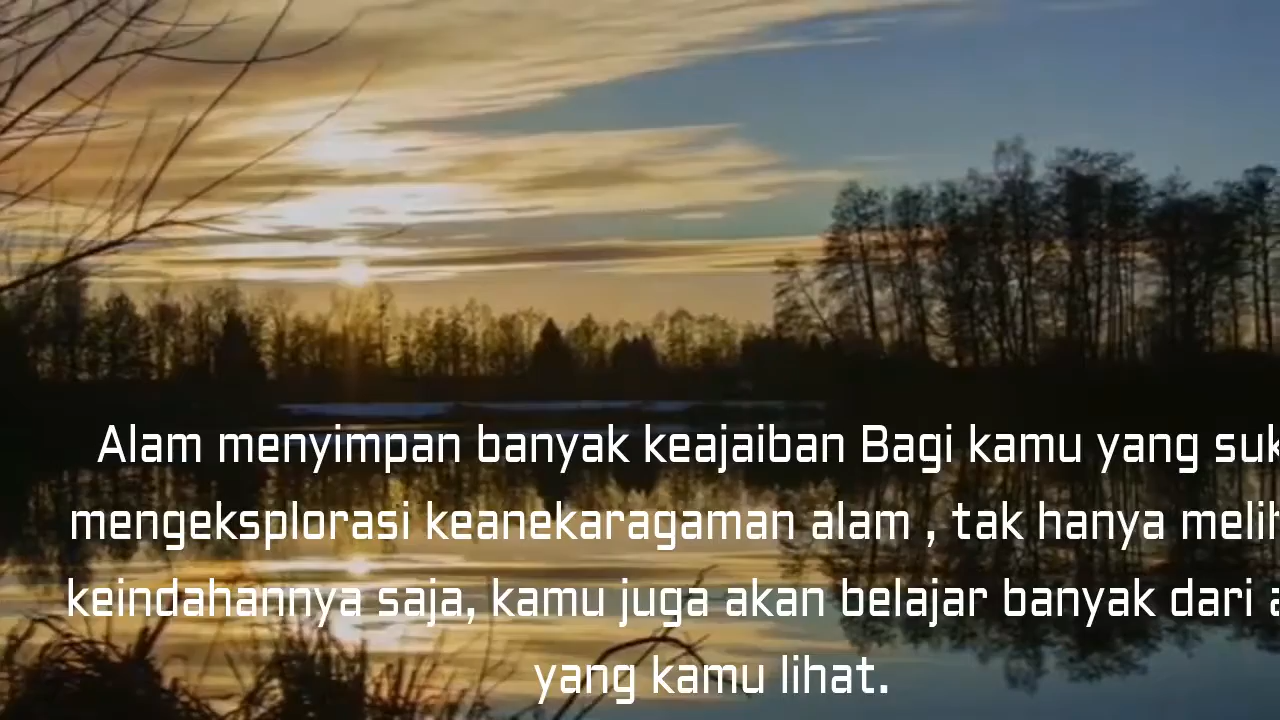 Alam menyimpan banyak keajaiban Bagi kamu yang
mengeksplorasi keanekaragaman alam , tak hanya
keindahannya saja, kamu juga akan belajar banyak dari
yang kamu lihat.